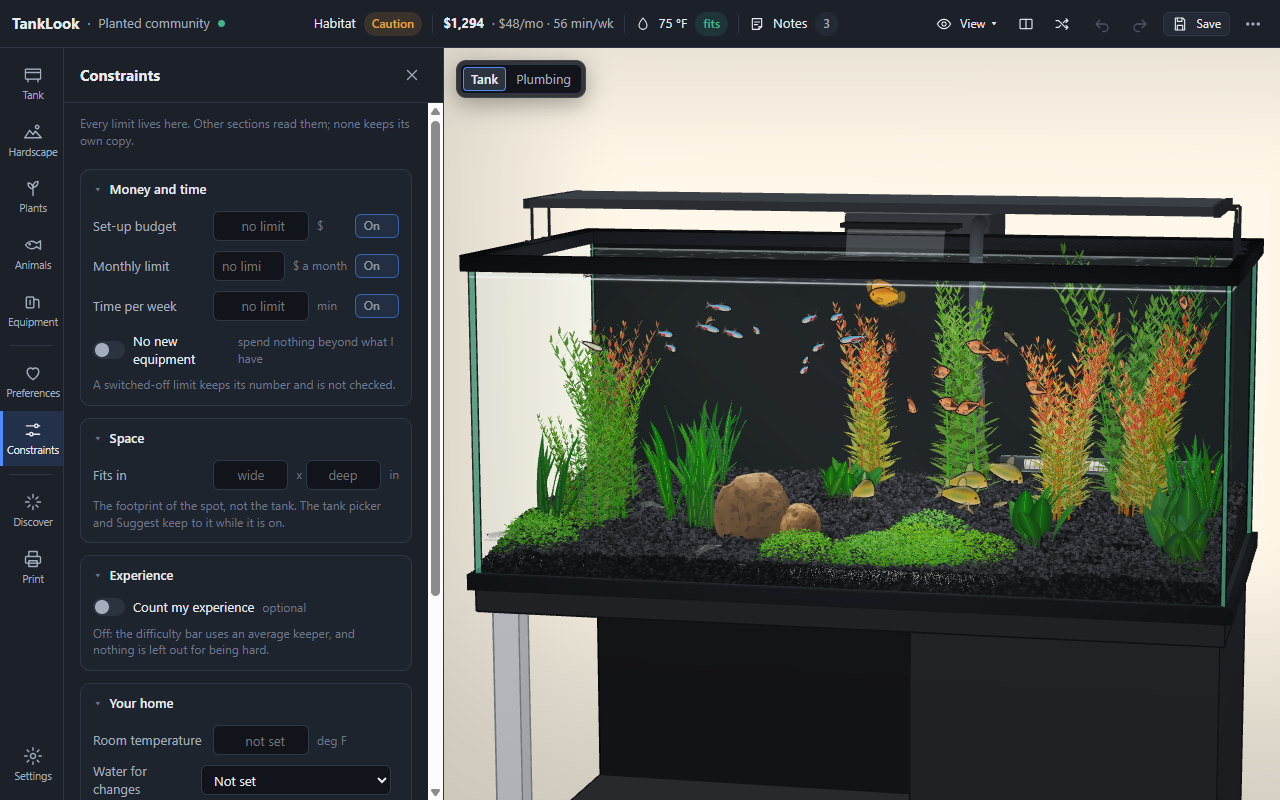 TankLook · Planted community
Habitat Caution $1,294 · $48/mo · 56 min/wk 75 °F fits Notes 3
View Save
Tank
Hardscape
Plants
Animals
Equipment
Preferences
Constraints
Discover
Print
Settings
Constraints
Every limit lives here. Other sections read them; none keeps its
own copy.
Money and time
Set-up budget no limit $ On
Monthly limit no limi $ a month On
Time per week no limit min On
No new
equipment
spend nothing beyond what I
have
A switched-off limit keeps its number and is not checked.
Space
Fits in wide x deep in
The footprint of the spot, not the tank. The tank picker
and Suggest keep to it while it is on.
Experience
Count my experience optional
Off: the difficulty bar uses an average keeper, and
nothing is left out for being hard.
Your home
Room temperature not set deg F
Water for
changes
Not set
Tank Plumbing